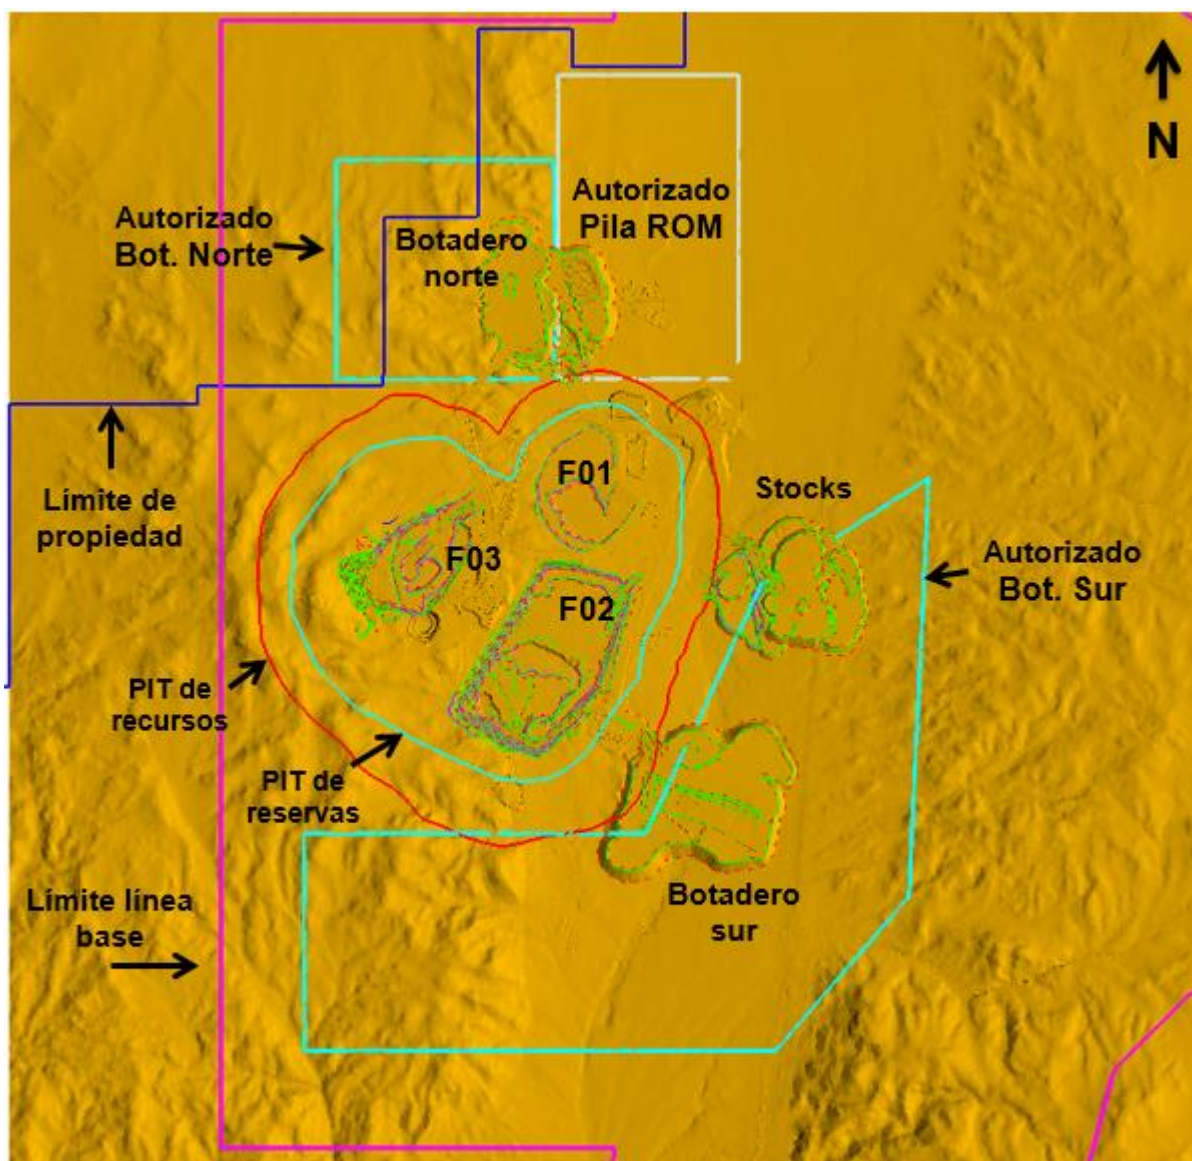 N
Autorizado
Pila ROM
Autorizado
Bot. Norte
Botadero
norte
F01
Stocks
Límite de
propiedad
F03
Autorizado
Bot. Sur
F02
PIT de
recursos
PIT de
reservas
Límite línea
base
Botadero
sur